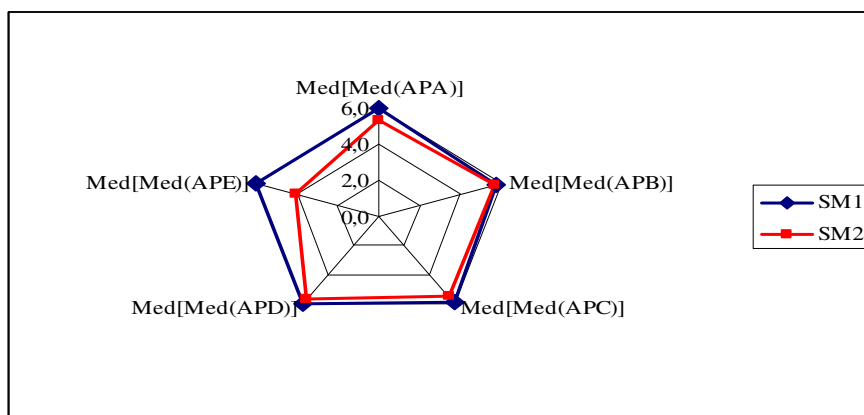 Med[Med(APA)]
6,0
4,0
Med[Med(APE)]
Med[Med(APB)]
2,0
SM1
0,0
SM2
Med[Med(APD)]
Med[Med(APC)]